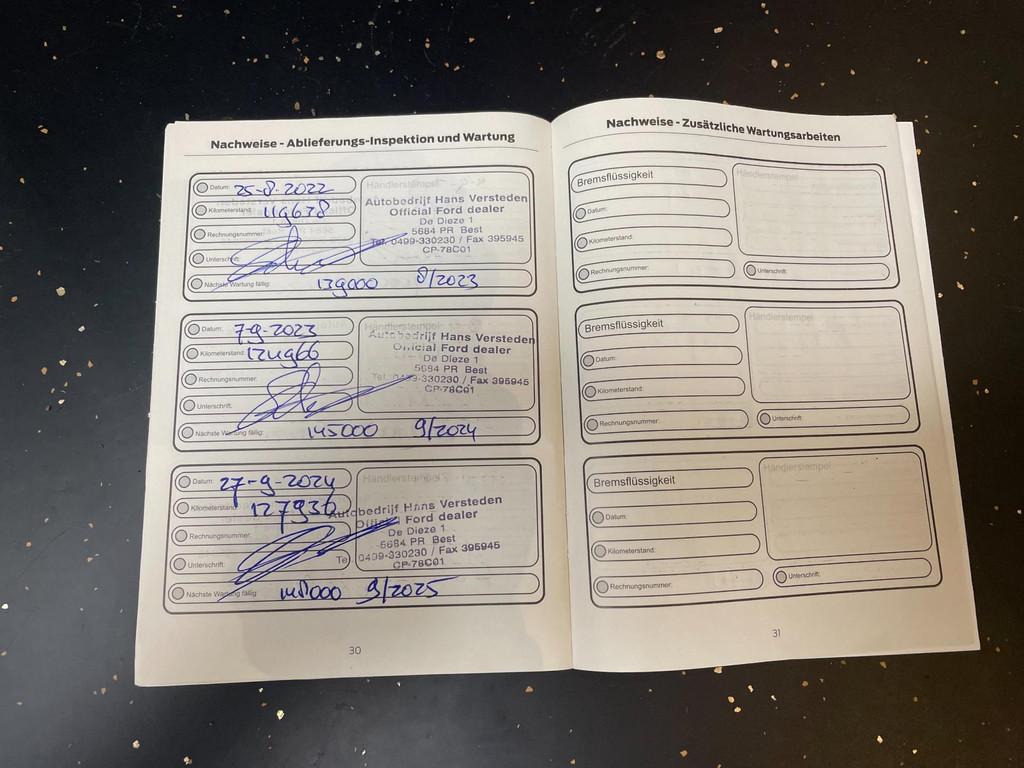 Nachweise - Ablieferungs-Inspektion und Wartung
Datum: 25-8-2022
Kilometerstand: 119678
Rechnungsnummer:
Unterschrift:
Händlerstempel
Autobedrijf Hans Versteden
Official Ford dealer
De Dieze 1
5684 PR Best
Tel. 0499-330230 / Fax 395945
CP-78C01
Nächste Wartung fällig: 139000 8/2023
Datum: 7-9-2023
Kilometerstand: 124966
Rechnungsnummer:
Unterschrift:
Händlerstempel
Autobedrijf Hans Versteden
Official Ford dealer
De Dieze 1
5684 PR Best
Tel. 0499-330230 / Fax 395945
CP-78C01
Nächste Wartung fällig: 145000 9/2024
Datum: 27-9-2024
Kilometerstand: 127936
Rechnungsnummer:
Unterschrift:
Händlerstempel
Autobedrijf Hans Versteden
Official Ford dealer
De Dieze 1
5684 PR Best
Te 0499-330230 / Fax 395945
CP-78C01
Nächste Wartung fällig: 148000 9/2025
30
Nachweise - Zusätzliche Wartungsarbeiten
Bremsflüssigkeit
Händlerstempel
Datum:
Kilometerstand:
Rechnungsnummer:
Unterschrift:
Bremsflüssigkeit
Händlerstempel
Datum:
Kilometerstand:
Rechnungsnummer:
Unterschrift:
Bremsflüssigkeit
Händlerstempel
Datum:
Kilometerstand:
Rechnungsnummer:
Unterschrift:
31